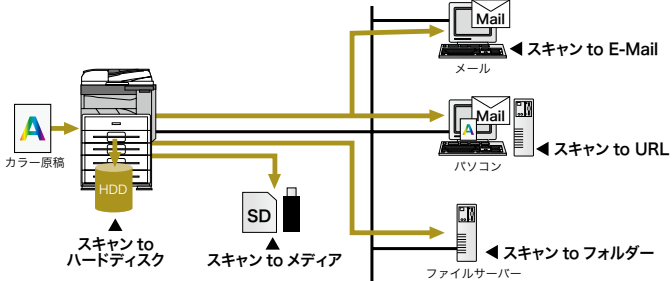 Mail
スキャン to E-Mail
メール
A
カラー原稿
Mail
A
スキャン to URL
パソコン
HDD
スキャン to
ハードディスク
SD
スキャン to メディア
スキャン to フォルダー
ファイルサーバー